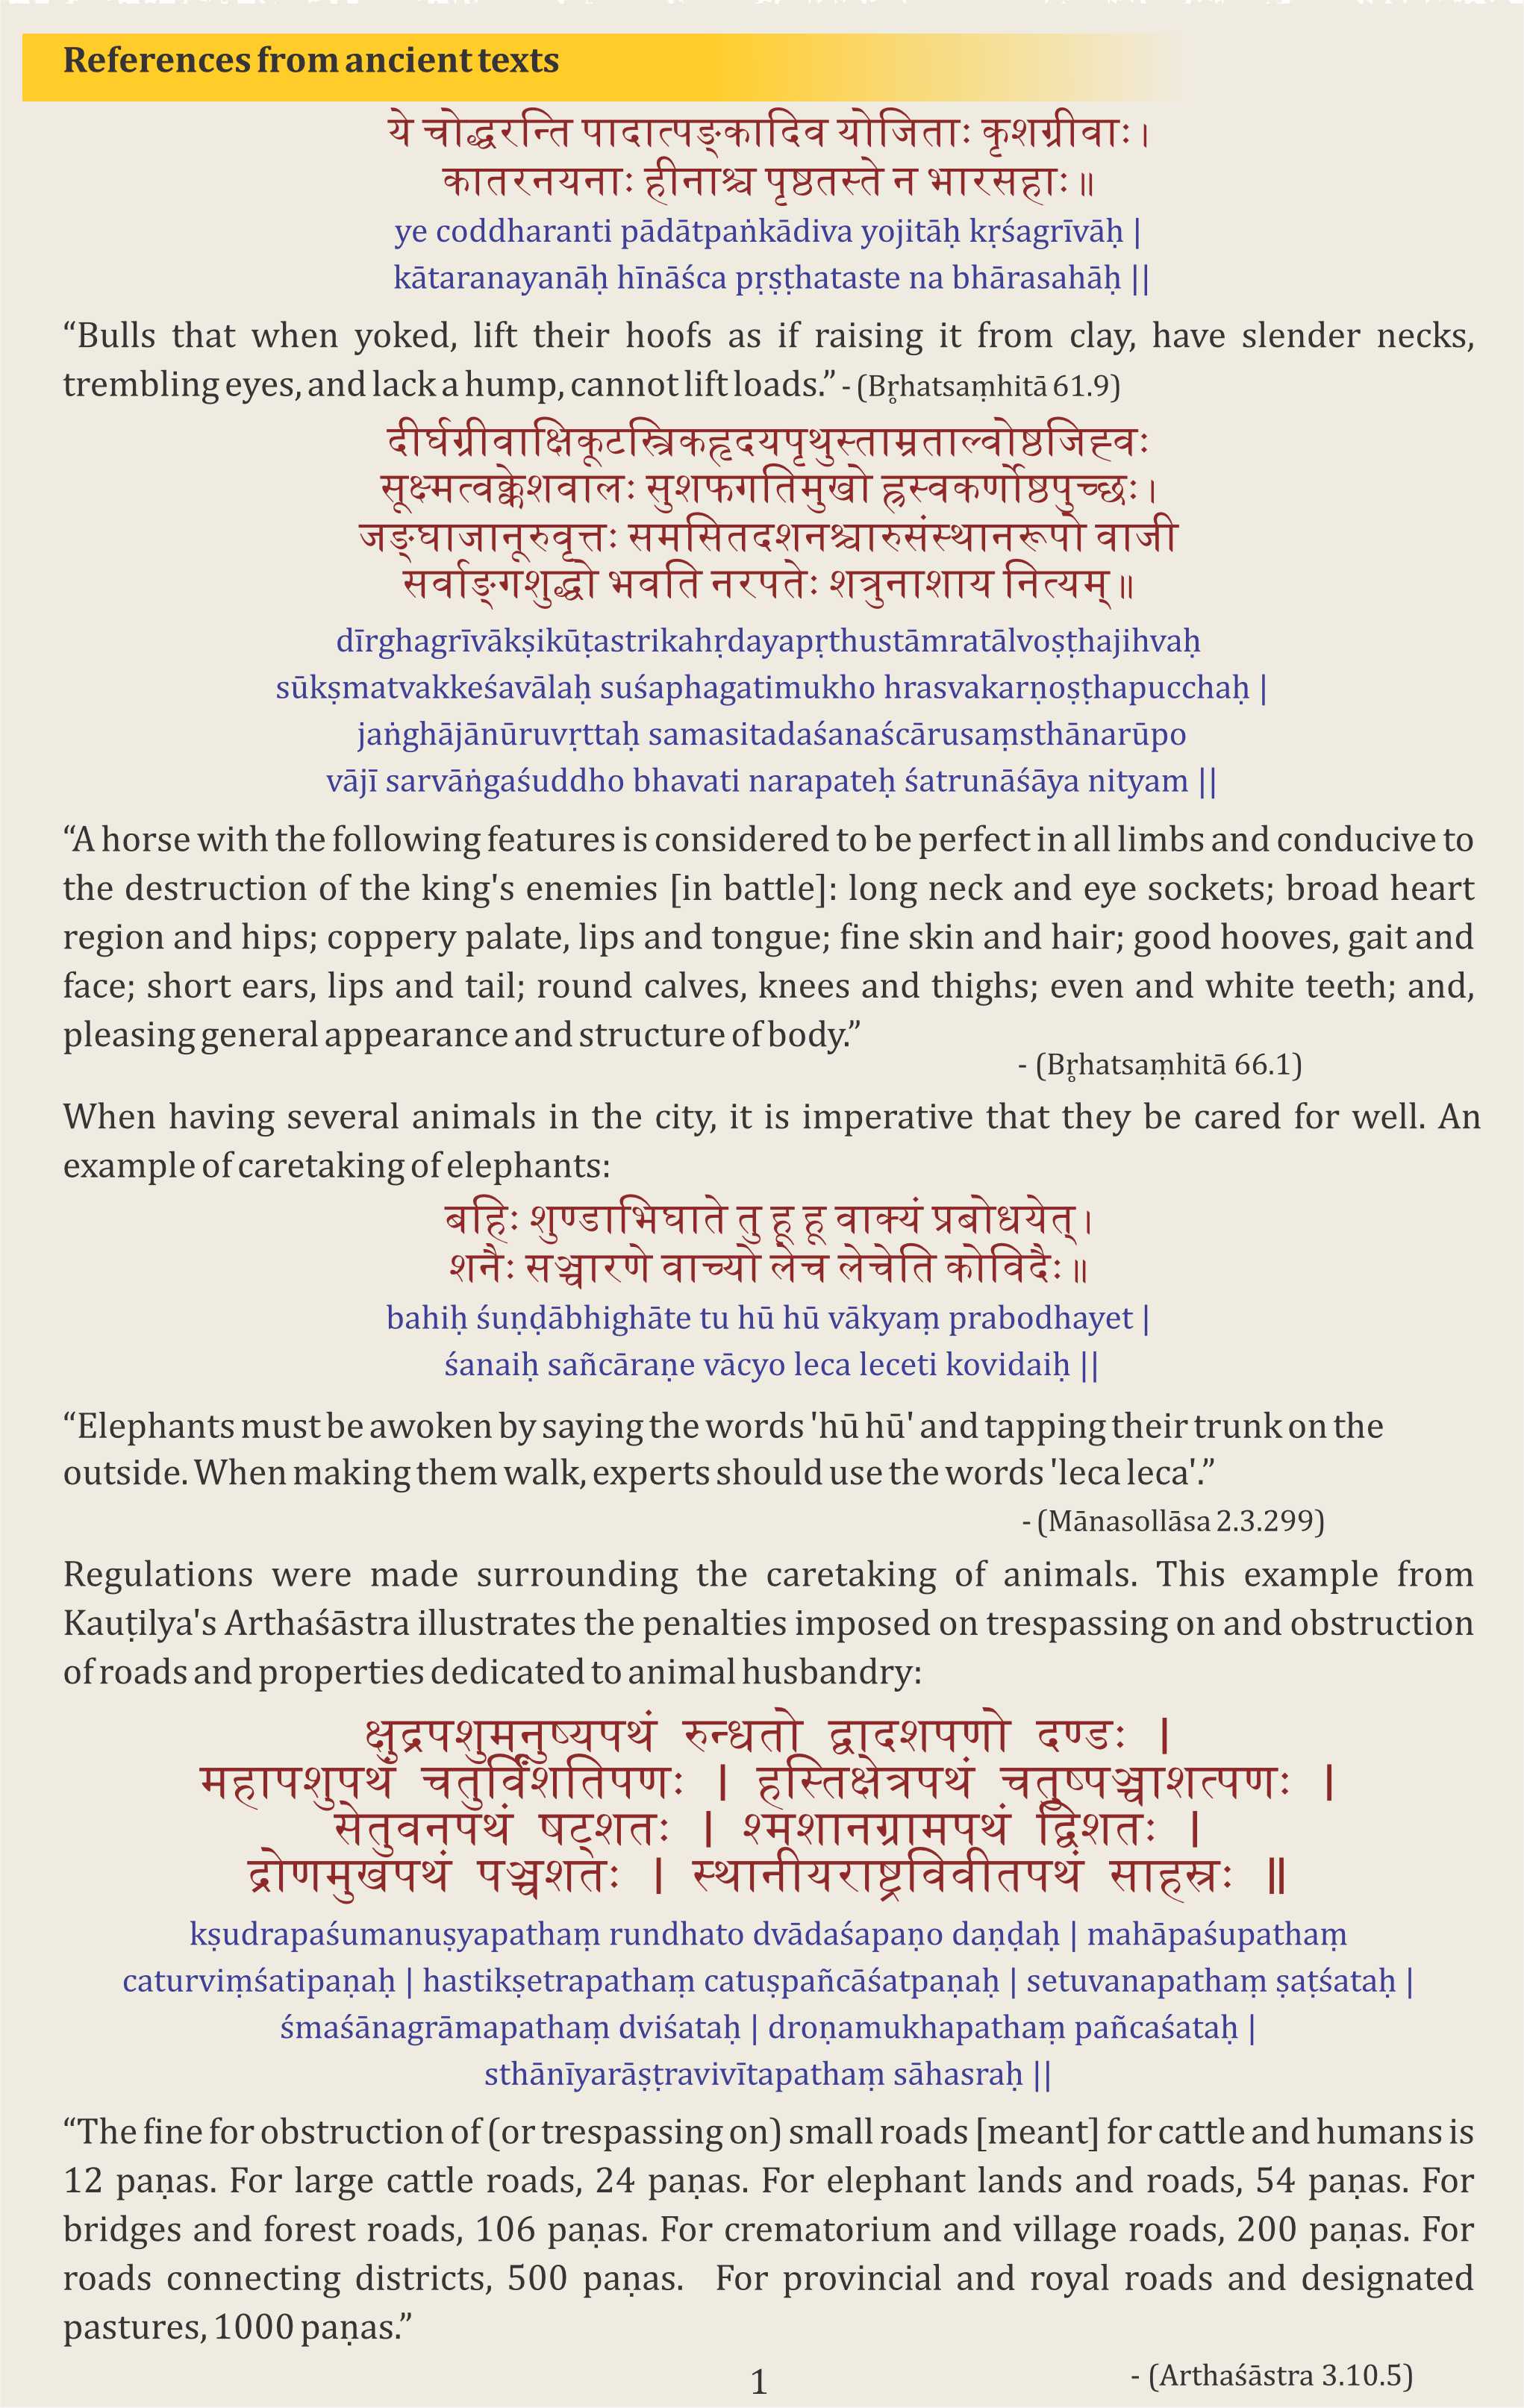 References from ancient texts
ये चोद्धरन्ति पादात्पङ्कादिव योजिताः कृशग्रीवाः।
कातरनयनाः हीनाश्च पृष्ठतस्ते न भारसहाः॥
ye coddharanti pādātpaṅkādiva yojitāḥ kṛśagrīvāḥ |
kātaranayanāḥ hīnāśca pṛṣṭhataste na bhārasahāḥ ||
“Bulls that when yoked, lift their hoofs as if raising it from clay, have slender necks,
trembling eyes, and lack a hump, cannot lift loads.” - (Br̥hatsaṃhitā 61.9)
दीर्घग्रीवाक्षिकूटस्त्रिकहृदयपृथुस्ताम्रताल्वोष्ठजिह्वः
सूक्ष्मत्वक्केशवालः सुशफगतिमुखो ह्रस्वकर्णोष्ठपुच्छः।
जङ्घाजानूरुवृत्तः समसितदशनश्चारुसंस्थानरूपो वाजी
सर्वाङ्गशुद्धो भवति नरपतेः शत्रुनाशाय नित्यम्॥
dīrghagrīvākṣikūṭastrikahṛdayapṛthustāmratālvoṣṭhajihvaḥ
sūkṣmatvakkeśavālaḥ suśaphagatimukho hrasvakarṇoṣṭhapucchaḥ |
jaṅghājānūruvṛttaḥ samasitadaśanaścārusaṃsthānarūpo
vājī sarvāṅgaśuddho bhavati narapateḥ śatrunāśāya nityam ||
“A horse with the following features is considered to be perfect in all limbs and conducive to
the destruction of the king's enemies [in battle]: long neck and eye sockets; broad heart
region and hips; coppery palate, lips and tongue; fine skin and hair; good hooves, gait and
face; short ears, lips and tail; round calves, knees and thighs; even and white teeth; and,
pleasing general appearance and structure of body.”
- (Br̥hatsaṃhitā 66.1)
When having several animals in the city, it is imperative that they be cared for well. An
example of caretaking of elephants:
बहिः शुण्डाभिघाते तु हू हू वाक्यं प्रबोधयेत्।
शनैः सञ्चारणे वाच्यो लेच लेचेति कोविदैः॥
bahiḥ śuṇḍābhighāte tu hū hū vākyaṃ prabodhayet |
śanaiḥ sañcāraṇe vācyo leca leceti kovidaiḥ ||
“Elephants must be awoken by saying the words 'hū hū' and tapping their trunk on the
outside. When making them walk, experts should use the words 'leca leca'.”
- (Mānasollāsa 2.3.299)
Regulations were made surrounding the caretaking of animals. This example from
Kauṭilya's Arthaśāstra illustrates the penalties imposed on trespassing on and obstruction
of roads and properties dedicated to animal husbandry:
क्षुद्रपशुमनुष्यपथं रुन्धतो द्वादशपणो दण्डः |
महापशुपथं चतुर्विंशतिपणः | हस्तिक्षेत्रपथं चतुष्पञ्चाशत्पणः |
सेतुवनपथं षट्शतः | श्मशानग्रामपथं द्विशतः |
द्रोणमुखपथं पञ्चशतः | स्थानीयराष्ट्रविवीतपथं साहस्रः ||
kṣudrapaśumanuṣyapathaṃ rundhato dvādaśapaṇo daṇḍaḥ | mahāpaśupathaṃ
caturviṃśatipaṇaḥ | hastikṣetrapathaṃ catuṣpañcāśatpaṇaḥ | setuvanapathaṃ ṣaṭśataḥ |
śmaśānagrāmapathaṃ dviśataḥ | droṇamukhapathaṃ pañcaśataḥ |
sthānīyarāṣṭravivītapathaṃ sāhasraḥ ||
“The fine for obstruction of (or trespassing on) small roads [meant] for cattle and humans is
12 paṇas. For large cattle roads, 24 paṇas. For elephant lands and roads, 54 paṇas. For
bridges and forest roads, 106 paṇas. For crematorium and village roads, 200 paṇas. For
roads connecting districts, 500 paṇas. For provincial and royal roads and designated
pastures, 1000 paṇas.”
- (Arthaśāstra 3.10.5)
1